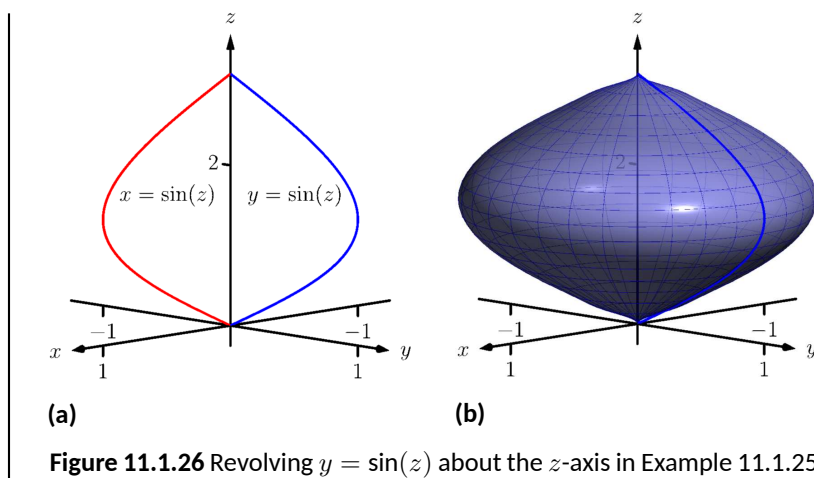 z
z
2
2
x = sin(z) y = sin(z)
−1 −1 −1 −1
x y x y
1 1 1 1
(a) (b)
Figure 11.1.26 Revolving y = sin(z) about the z-axis in Example 11.1.25